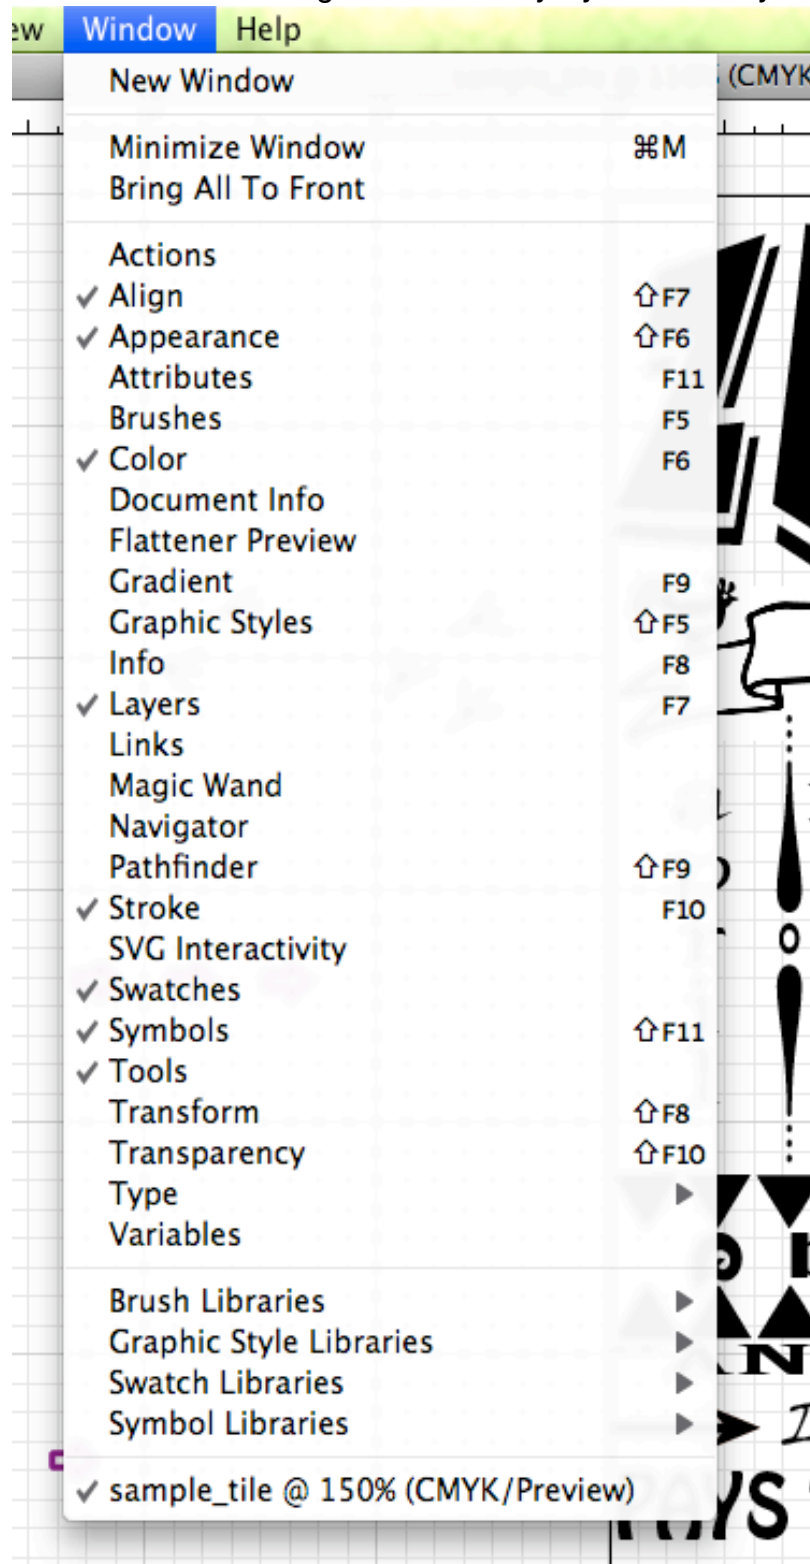 Window Help
New Window
(CMYK
Minimize Window ⌘M
Bring All To Front
Actions
✓ Align ⇧F7
✓ Appearance ⇧F6
Attributes F11
Brushes F5
✓ Color F6
Document Info
Flattener Preview
Gradient F9
Graphic Styles ⇧F5
Info F8
✓ Layers F7
Links
Magic Wand
Navigator
Pathfinder ⇧F9
✓ Stroke F10
SVG Interactivity
✓ Swatches
✓ Symbols ⇧F11
✓ Tools
Transform ⇧F8
Transparency ⇧F10
Type ▶
Variables
Brush Libraries ▶
Graphic Style Libraries ▶
Swatch Libraries ▶
Symbol Libraries ▶
✓ sample_tile @ 150% (CMYK/Preview)